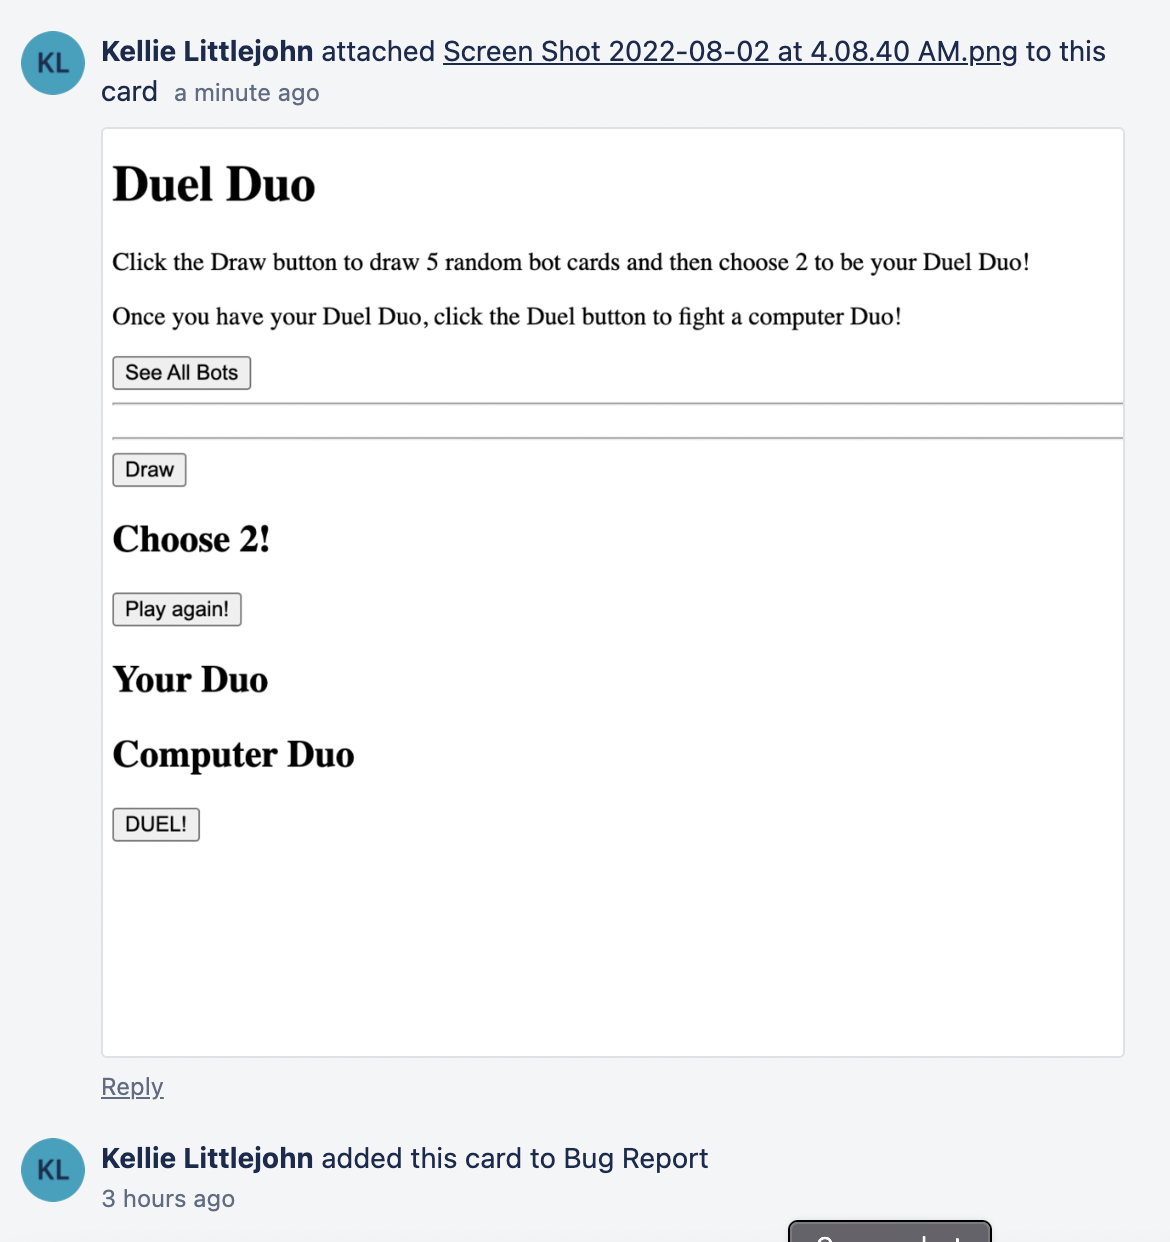 KL
Kellie Littlejohn attached Screen Shot 2022-08-02 at 4.08.40 AM.png to this
card a minute ago
Duel Duo
Click the Draw button to draw 5 random bot cards and then choose 2 to be your Duel Duo!
Once you have your Duel Duo, click the Duel button to fight a computer Duo!
See All Bots
Draw
Choose 2!
Play again!
Your Duo
Computer Duo
DUEL!
Reply
KL
Kellie Littlejohn added this card to Bug Report
3 hours ago